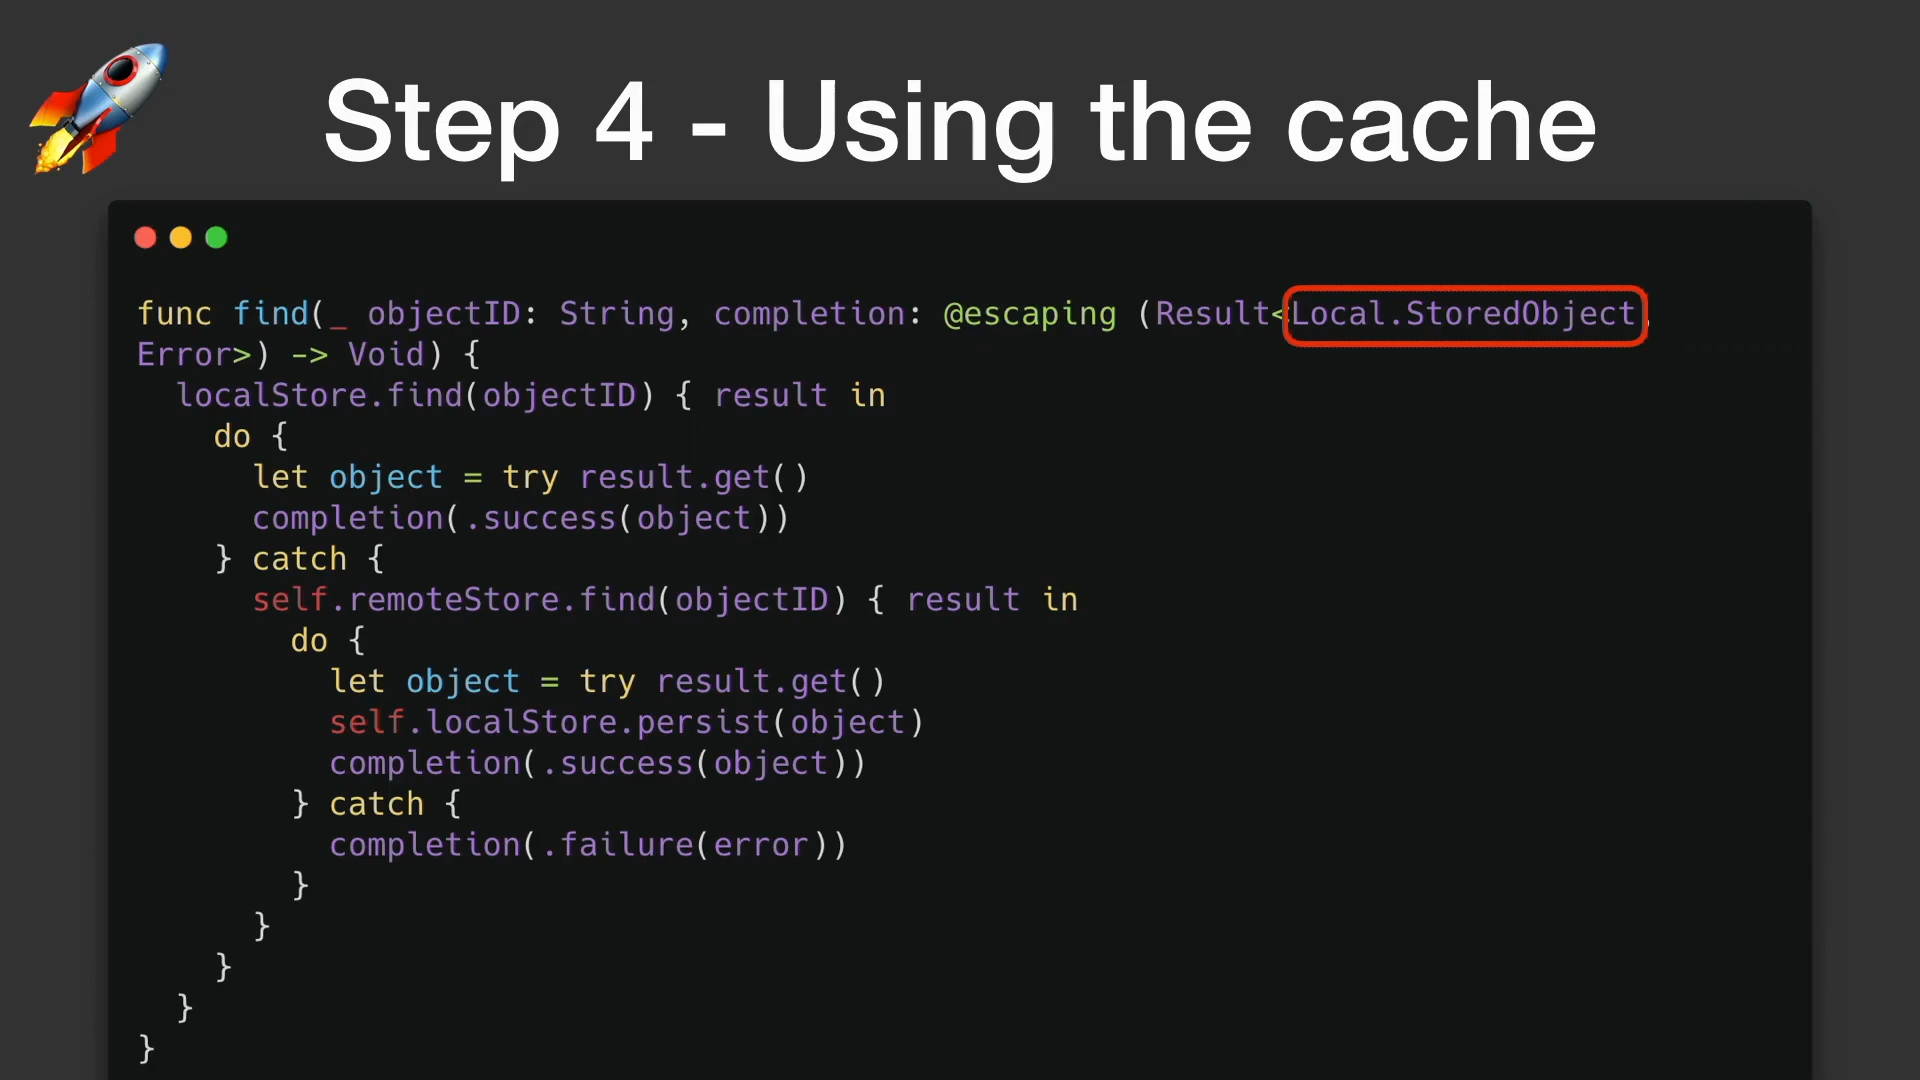 Step 4 - Using the cache
func find(_ objectID: String, completion: @escaping (Result<Local.StoredObject,
Error>) -> Void) {
localStore.find(objectID) { result in
do {
let object = try result.get()
completion(.success(object))
} catch {
self.remoteStore.find(objectID) { result in
do {
let object = try result.get()
self.localStore.persist(object)
completion(.success(object))
} catch {
completion(.failure(error))
}
}
}
}
}